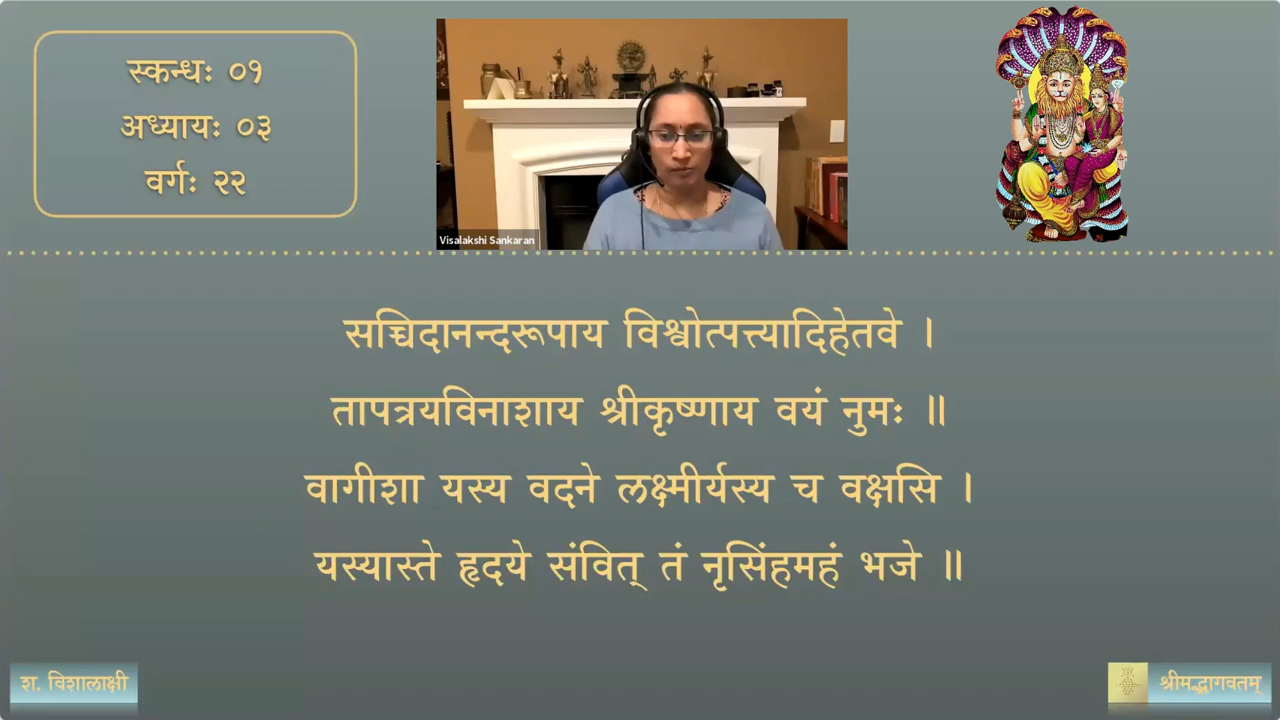 स्कन्धः ०१
अध्यायः ०३
वर्गः २२
Visalakshi Sankaran
सच्चिदानन्दरूपाय विश्वोत्पत्त्यादिहेतवे ।
तापत्रयविनाशाय श्रीकृष्णाय वयं नुमः ॥
वागीशा यस्य वदने लक्ष्मीर्यस्य च वक्षसि ।
यस्यास्ते हृदये संवित् तं नृसिंहमहं भजे ॥
श. विशालाक्षी
श्रीमद्भागवतम्